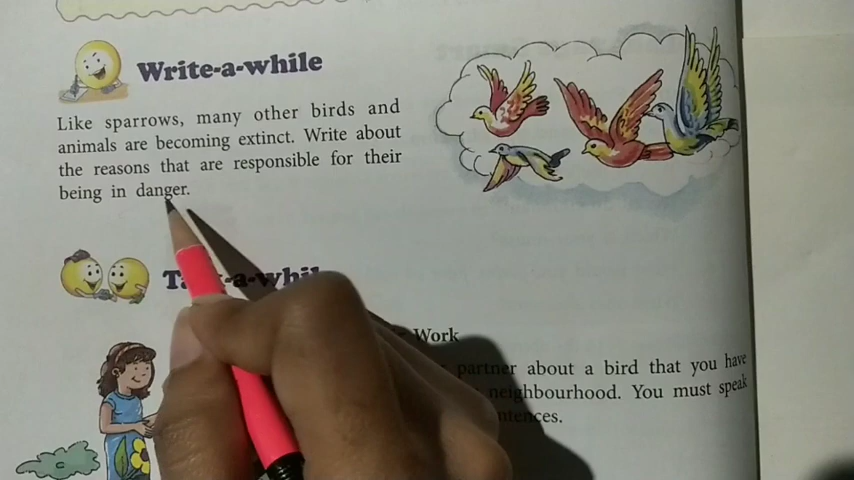 Write-a-while
Like sparrows, many other birds and
animals are becoming extinct. Write about
the reasons that are responsible for their
being in danger.
Work
partner about a bird that you have
neighbourhood. You must speak